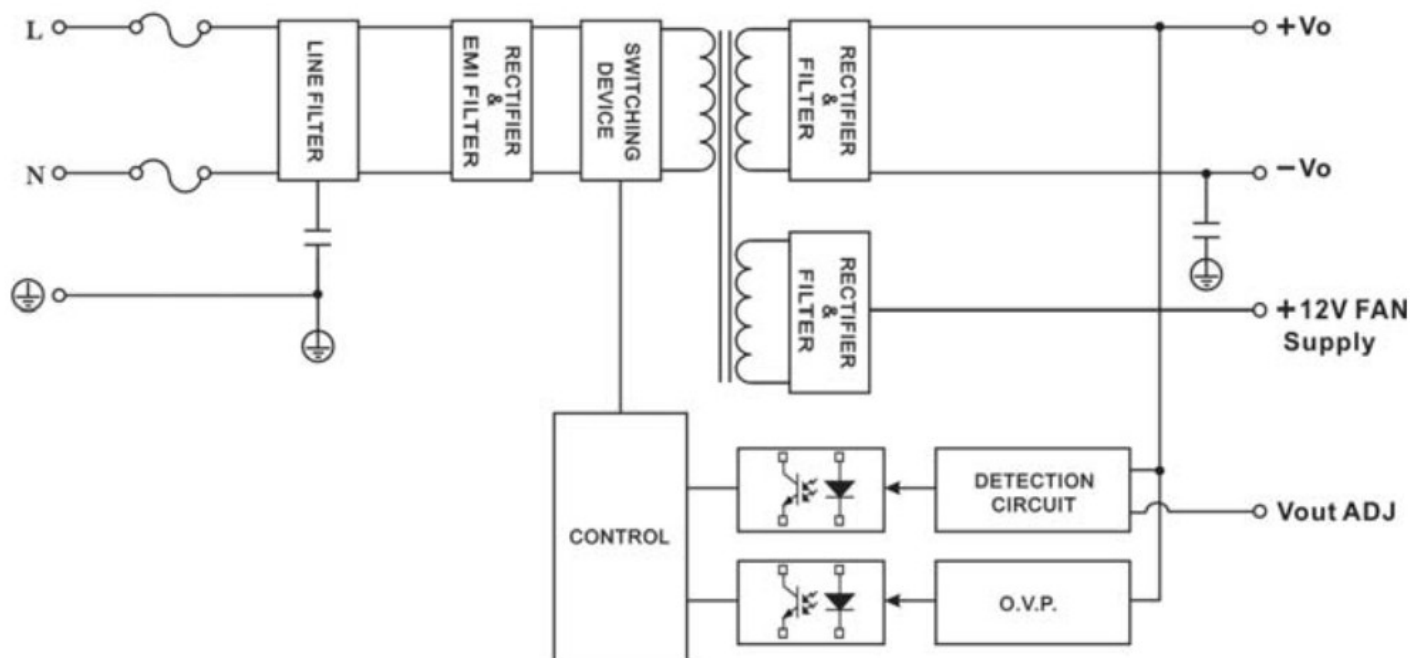 L
N
LINE FILTER
RECTIFIER
&
EMI FILTER
SWITCHING
DEVICE
RECTIFIER
&
FILTER
+Vo
−Vo
RECTIFIER
&
FILTER
+12V FAN
Supply
CONTROL
DETECTION
CIRCUIT
Vout ADJ
O.V.P.